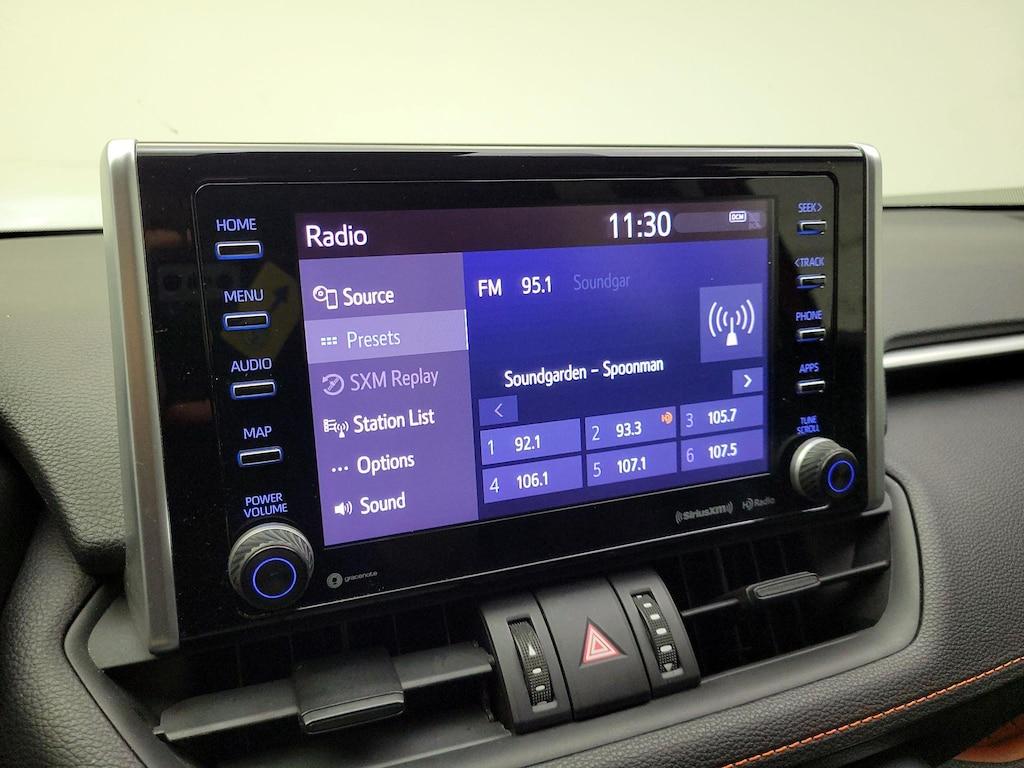 HOME
MENU
AUDIO
MAP
POWER
VOLUME
Radio
11:30
DCM
Source
Presets
SXM Replay
Station List
Options
Sound
FM 95.1 Soundgar
Soundgarden – Spoonman
< >
1 92.1 2 93.3 3 105.7
4 106.1 5 107.1 6 107.5
SEEK>
<TRACK
PHONE
APPS
TUNE
SCROLL
gracenote
SiriusXM HD Radio